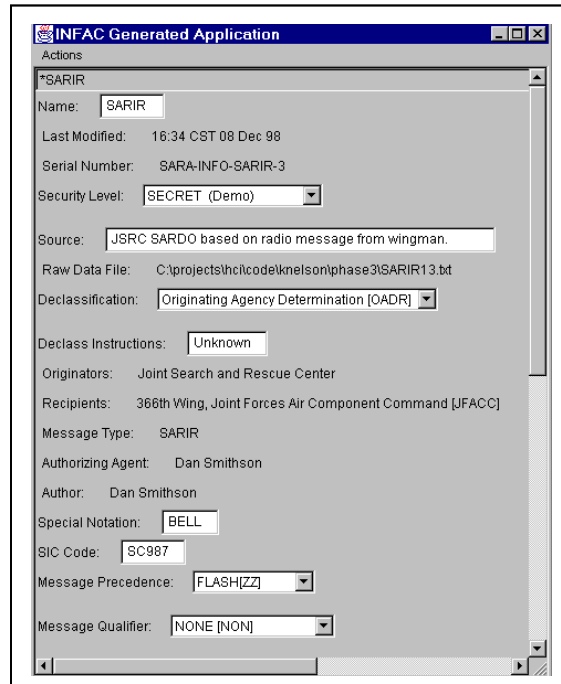 INFAC Generated Application
Actions
*SARIR
Name: SARIR
Last Modified: 16:34 CST 08 Dec 98
Serial Number: SARA-INFO-SARIR-3
Security Level: SECRET (Demo)
Source: JSRC SARDO based on radio message from wingman.
Raw Data File: C:\projects\hci\code\knelson\phase3\SARIR13.txt
Declassification: Originating Agency Determination [OADR]
Declass Instructions: Unknown
Originators: Joint Search and Rescue Center
Recipients: 366th Wing, Joint Forces Air Component Command [JFACC]
Message Type: SARIR
Authorizing Agent: Dan Smithson
Author: Dan Smithson
Special Notation: BELL
SIC Code: SC987
Message Precedence: FLASH[ZZ]
Message Qualifier: NONE [NON]